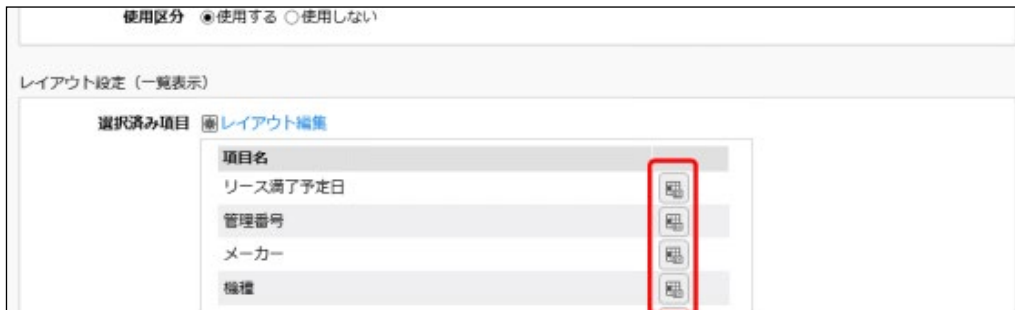 使用区分 ◉使用する ○使用しない
レイアウト設定（一覧表示）
選択済み項目 レイアウト編集
項目名
リース満了予定日
管理番号
メーカー
機種